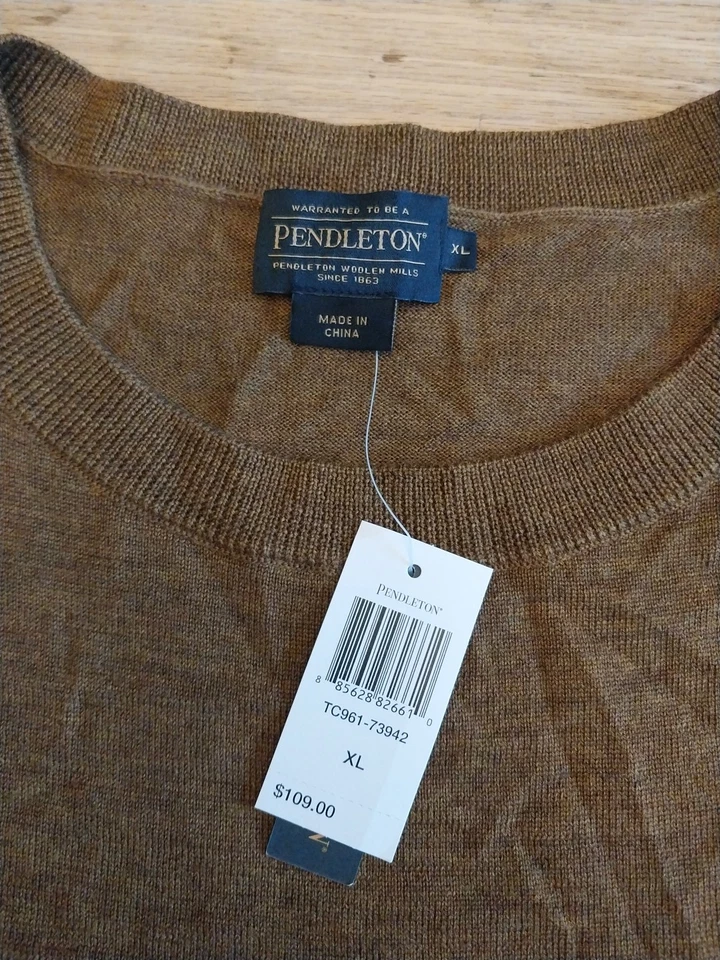 WARRANTED TO BE A
PENDLETON®
PENDLETON WOOLEN MILLS
SINCE 1863
XL
MADE IN
CHINA
PENDLETON®
8 85628 82661 0
TC961-73942
XL
$109.00
N®